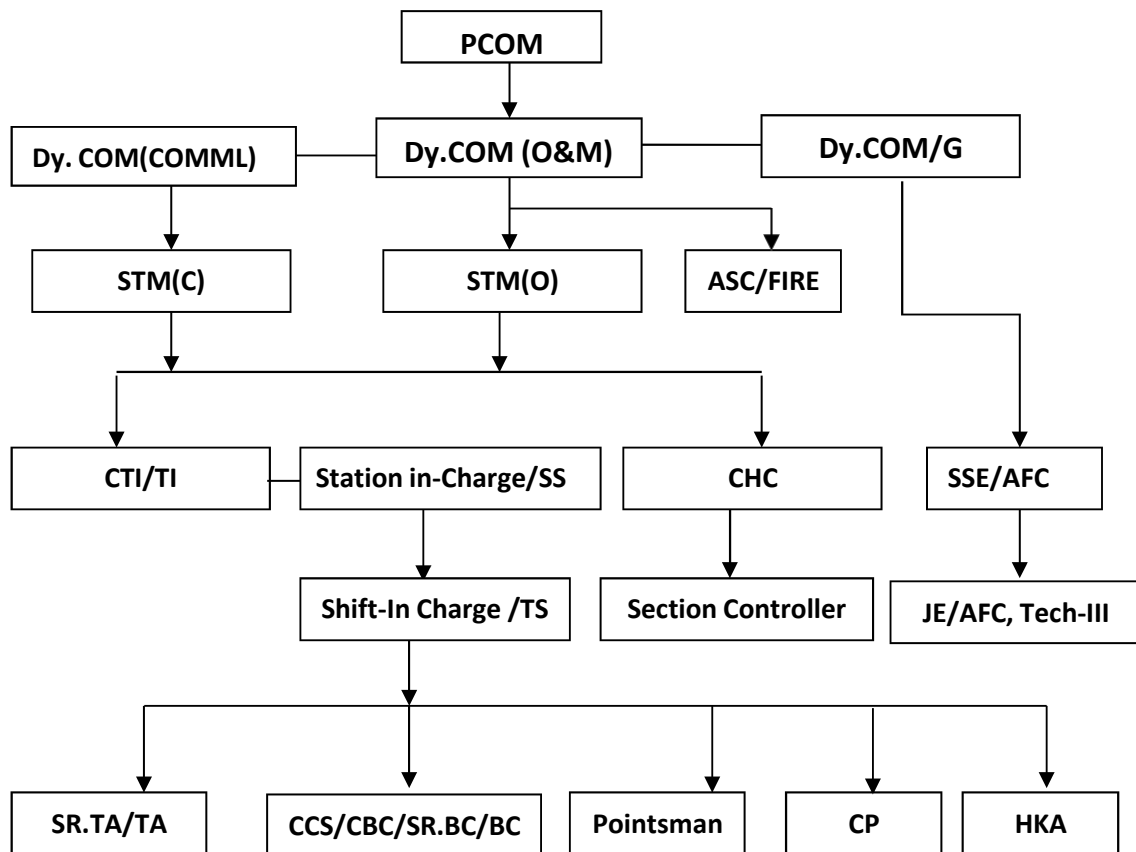 PCOM
Dy. COM(COMML)
Dy.COM (O&M)
Dy.COM/G
STM(C)
STM(O)
ASC/FIRE
CTI/TI
Station in-Charge/SS
CHC
SSE/AFC
Shift-In Charge /TS
Section Controller
JE/AFC, Tech-III
SR.TA/TA
CCS/CBC/SR.BC/BC
Pointsman
CP
HKA